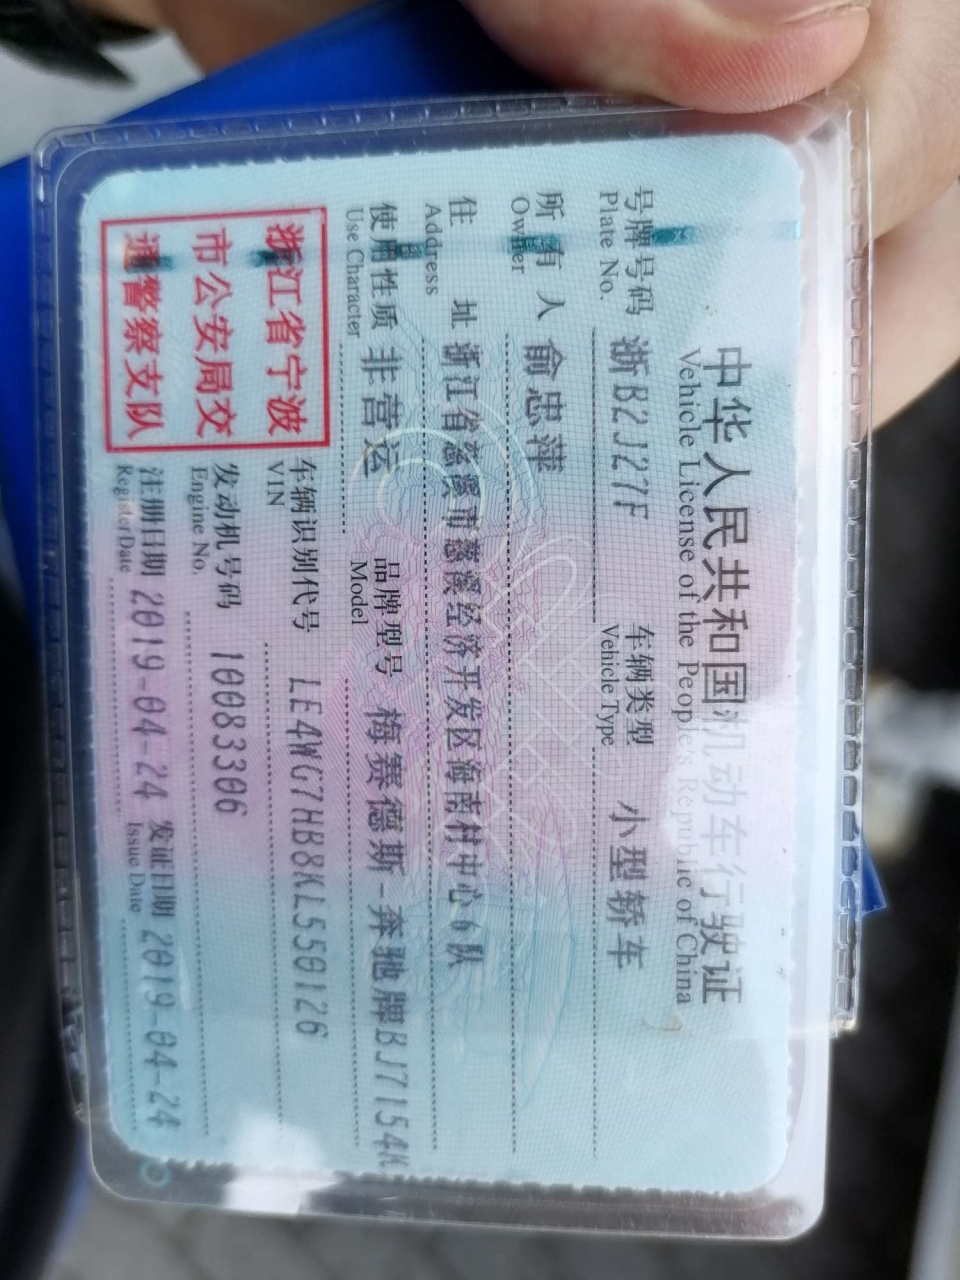 中华人民共和国机动车行驶证
Vehicle License of the People's Republic of China
号牌号码 浙B2J27F 车辆类型 小型轿车
Plate No. Vehicle Type
所有人 俞忠萍
Owner
住址 浙江省慈溪市慈溪经济开发区海南村中心6队
Address
使用性质 非营运 品牌型号 梅赛德斯-奔驰牌BJ7154
Use Character Model
浙江省宁波
市公安局交
通警察支队
车辆识别代号 LE4WG7HB8KL550126
VIN
发动机号码 10083306
Engine No.
注册日期 2019-04-24 发证日期 2019-04-24
Register Date Issue Date